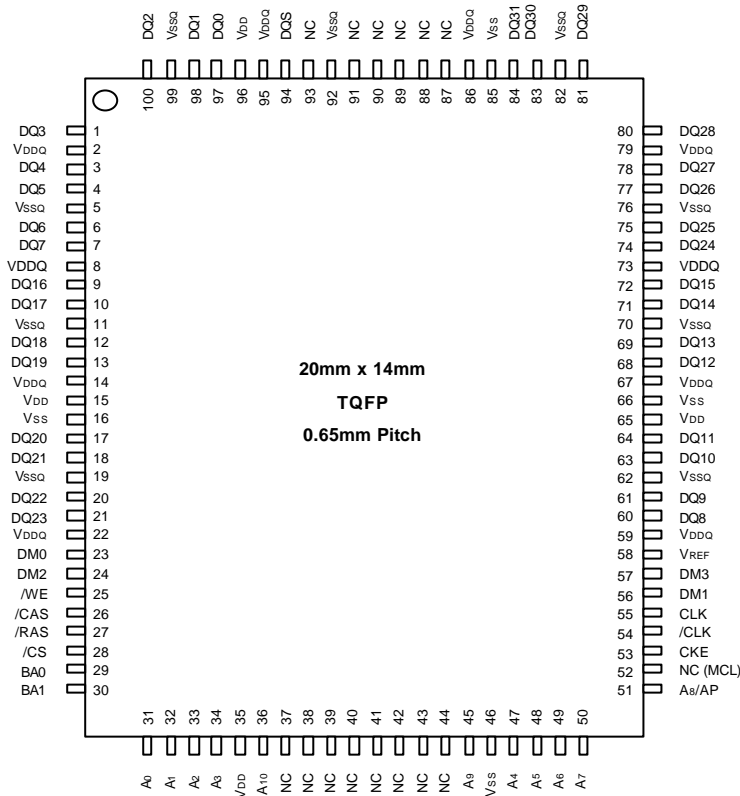 DQ2 VSSQ DQ1 DQ0 VDD VDDQ DQS NC VSSQ NC NC NC NC NC VDDQ VSS DQ31 DQ30 VSSQ DQ29
100 99 98 97 96 95 94 93 92 91 90 89 88 87 86 85 84 83 82 81
DQ3 1 80 DQ28
VDDQ 2 79 VDDQ
DQ4 3 78 DQ27
DQ5 4 77 DQ26
VSSQ 5 76 VSSQ
DQ6 6 75 DQ25
DQ7 7 74 DQ24
VDDQ 8 73 VDDQ
DQ16 9 72 DQ15
DQ17 10 71 DQ14
VSSQ 11 70 VSSQ
DQ18 12 69 DQ13
DQ19 13 68 DQ12
VDDQ 14 67 VDDQ
VDD 15 66 VSS
VSS 16 65 VDD
DQ20 17 64 DQ11
DQ21 18 63 DQ10
VSSQ 19 62 VSSQ
DQ22 20 61 DQ9
DQ23 21 60 DQ8
VDDQ 22 59 VDDQ
DM0 23 58 VREF
DM2 24 57 DM3
/WE 25 56 DM1
/CAS 26 55 CLK
/RAS 27 54 /CLK
/CS 28 53 CKE
BA0 29 52 NC (MCL)
BA1 30 51 A8/AP
20mm x 14mm
TQFP
0.65mm Pitch
31 32 33 34 35 36 37 38 39 40 41 42 43 44 45 46 47 48 49 50
A0 A1 A2 A3 VDD A10 NC NC NC NC NC NC NC NC A9 VSS A4 A5 A6 A7